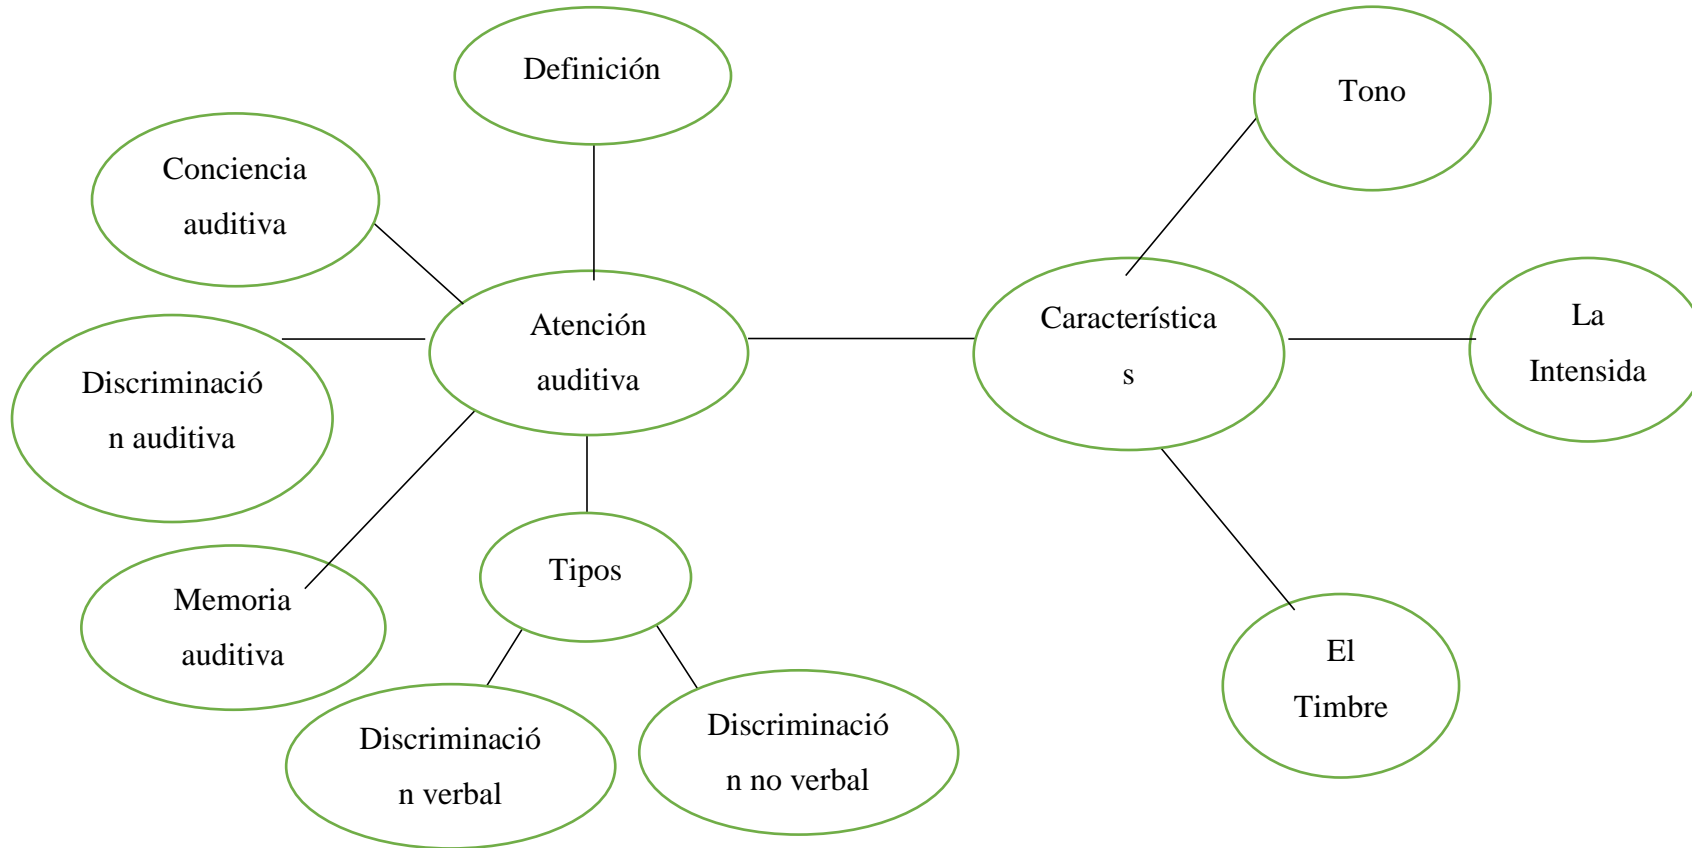 Definición
Tono
Conciencia
auditiva
Atención
auditiva
Característica
s
La
Intensida
Discriminació
n auditiva
Tipos
Memoria
auditiva
El
Timbre
Discriminació
n verbal
Discriminació
n no verbal